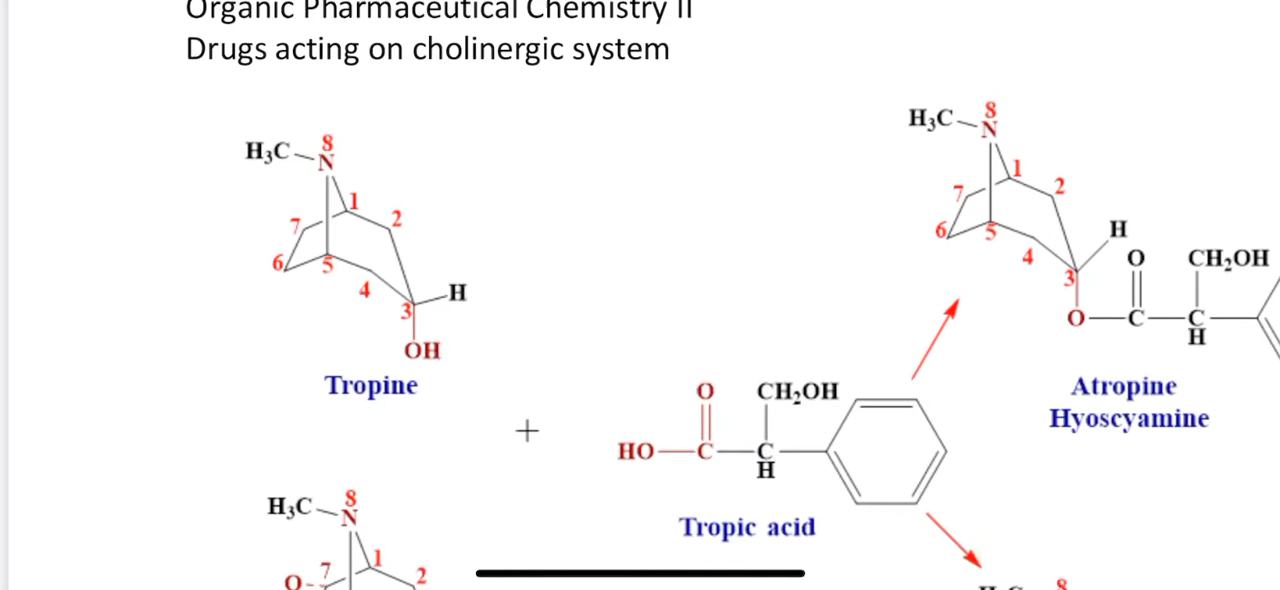 Organic Pharmaceutical Chemistry II
Drugs acting on cholinergic system
H₃C
8
N
1
2
7
6
5
4
3
H
OH
Tropine
+
HO
O
C
CH₂OH
C
H
Tropic acid
H₃C
8
N
1
2
7
6
5
4
3
H
O
O
C
CH₂OH
C
H
Atropine
Hyoscyamine
H₃C
8
N
1
7
O
2
8